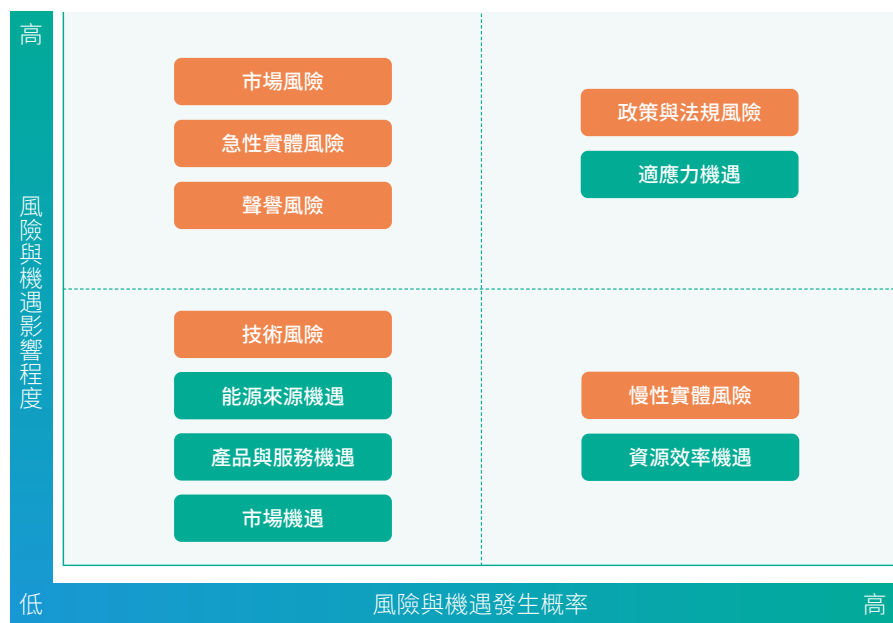 高
風險與機遇影響程度
市場風險
急性實體風險
聲譽風險
政策與法規風險
適應力機遇
技術風險
能源來源機遇
產品與服務機遇
市場機遇
慢性實體風險
資源效率機遇
低
風險與機遇發生概率
高